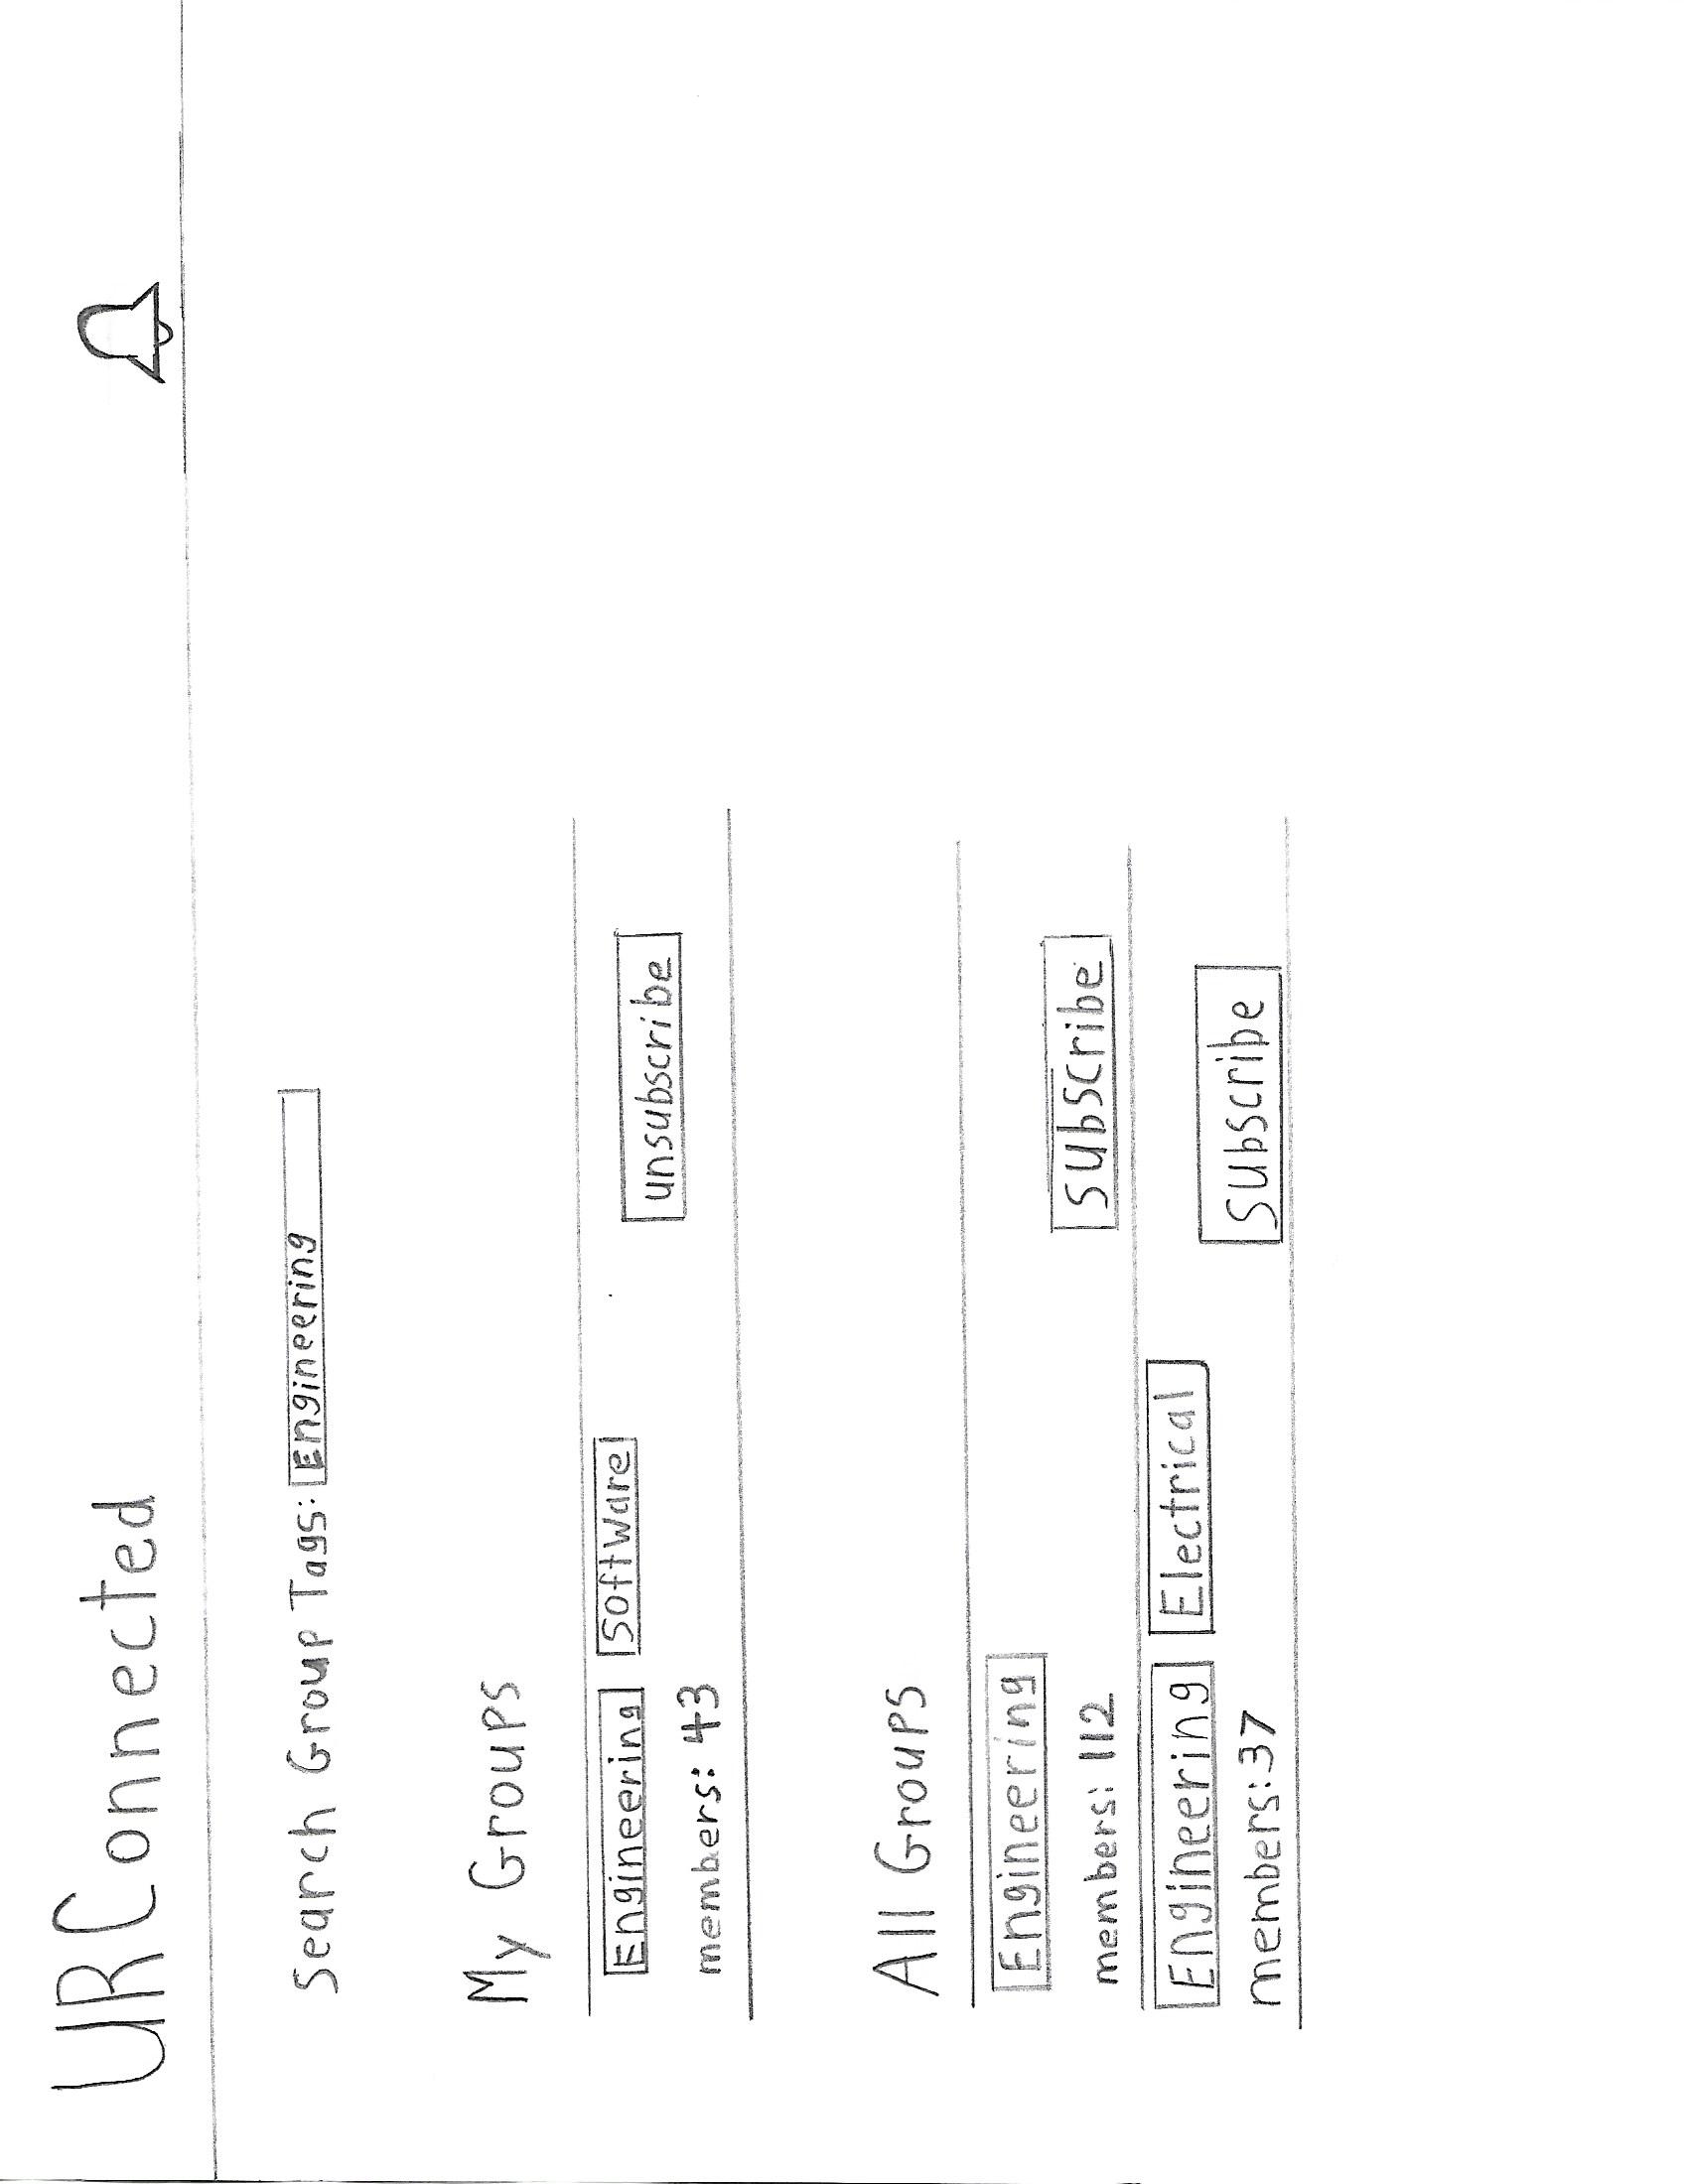 URConnected
Search Group Tags: Engineering
My Groups
Engineering Software
unsubscribe
members: 43
All Groups
Engineering
Subscribe
members: 112
Engineering Electrical
Subscribe
members: 37